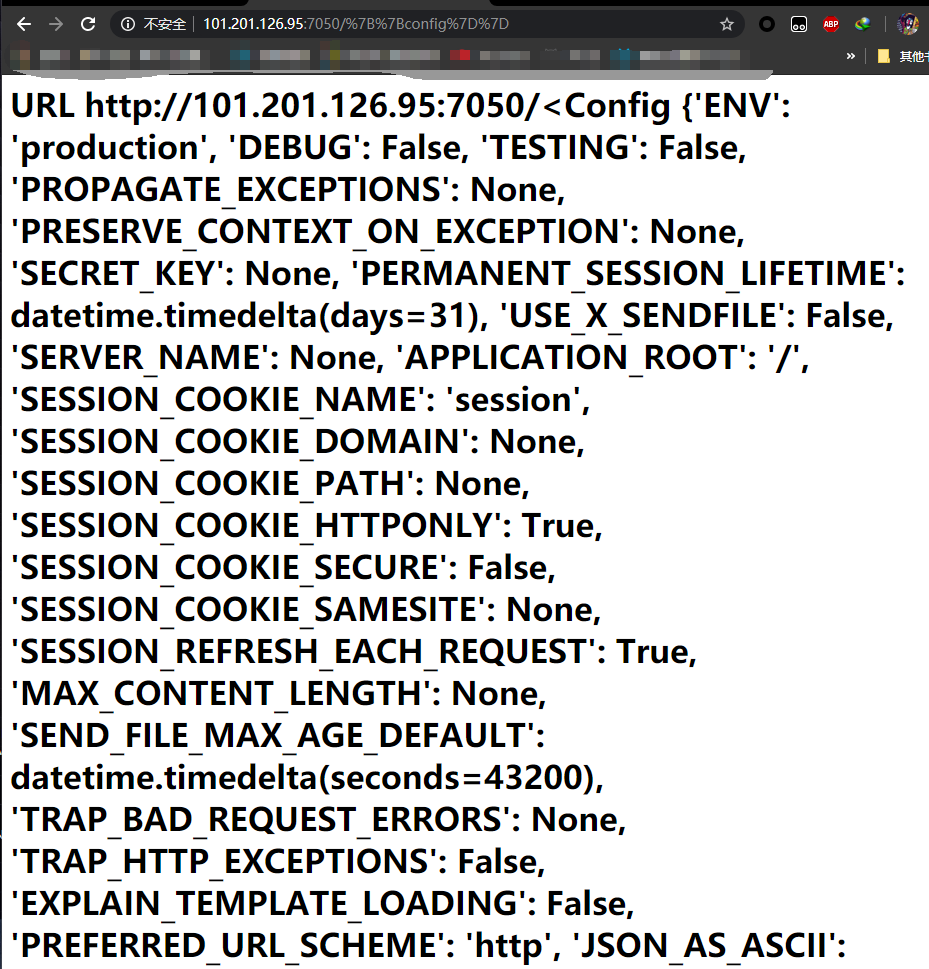 不安全 101.201.126.95:7050/%7B%7Bconfig%7D%7D
ABP
» 其他书
URL http://101.201.126.95:7050/<Config {'ENV':
'production', 'DEBUG': False, 'TESTING': False,
'PROPAGATE_EXCEPTIONS': None,
'PRESERVE_CONTEXT_ON_EXCEPTION': None,
'SECRET_KEY': None, 'PERMANENT_SESSION_LIFETIME':
datetime.timedelta(days=31), 'USE_X_SENDFILE': False,
'SERVER_NAME': None, 'APPLICATION_ROOT': '/',
'SESSION_COOKIE_NAME': 'session',
'SESSION_COOKIE_DOMAIN': None,
'SESSION_COOKIE_PATH': None,
'SESSION_COOKIE_HTTPONLY': True,
'SESSION_COOKIE_SECURE': False,
'SESSION_COOKIE_SAMESITE': None,
'SESSION_REFRESH_EACH_REQUEST': True,
'MAX_CONTENT_LENGTH': None,
'SEND_FILE_MAX_AGE_DEFAULT':
datetime.timedelta(seconds=43200),
'TRAP_BAD_REQUEST_ERRORS': None,
'TRAP_HTTP_EXCEPTIONS': False,
'EXPLAIN_TEMPLATE_LOADING': False,
'PREFERRED_URL_SCHEME': 'http', 'JSON_AS_ASCII':